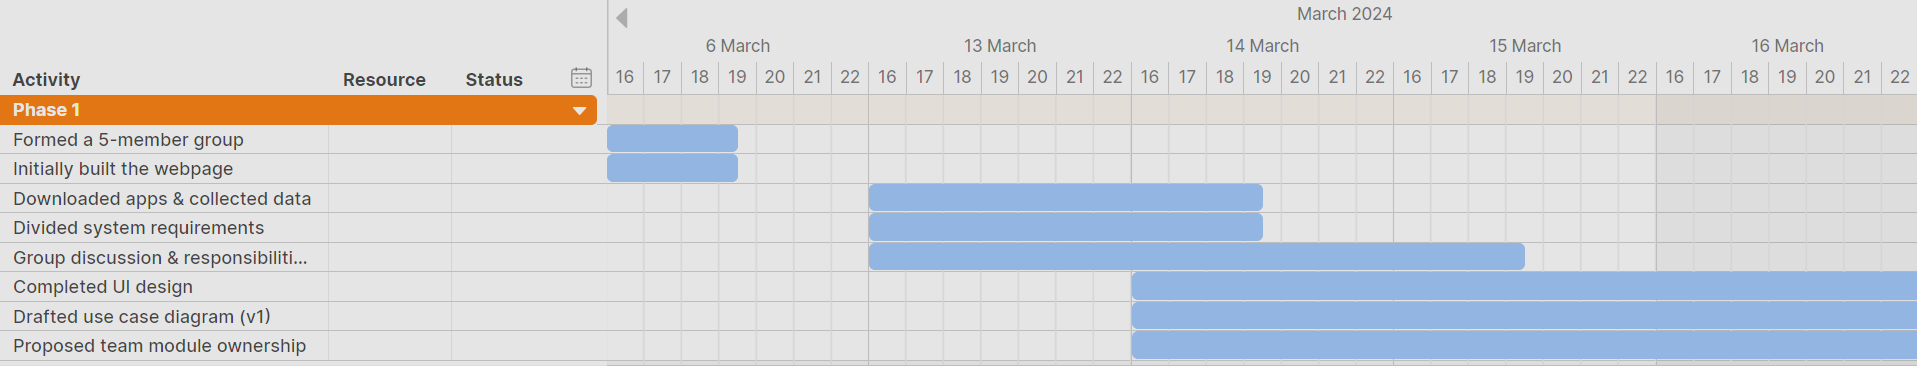 March 2024
6 March 13 March 14 March 15 March 16 March
Activity Resource Status 16 17 18 19 20 21 22 16 17 18 19 20 21 22 16 17 18 19 20 21 22 16 17 18 19 20 21 22 16 17 18 19 20 21 22
Phase 1
Formed a 5-member group
Initially built the webpage
Downloaded apps & collected data
Divided system requirements
Group discussion & responsibiliti...
Completed UI design
Drafted use case diagram (v1)
Proposed team module ownership